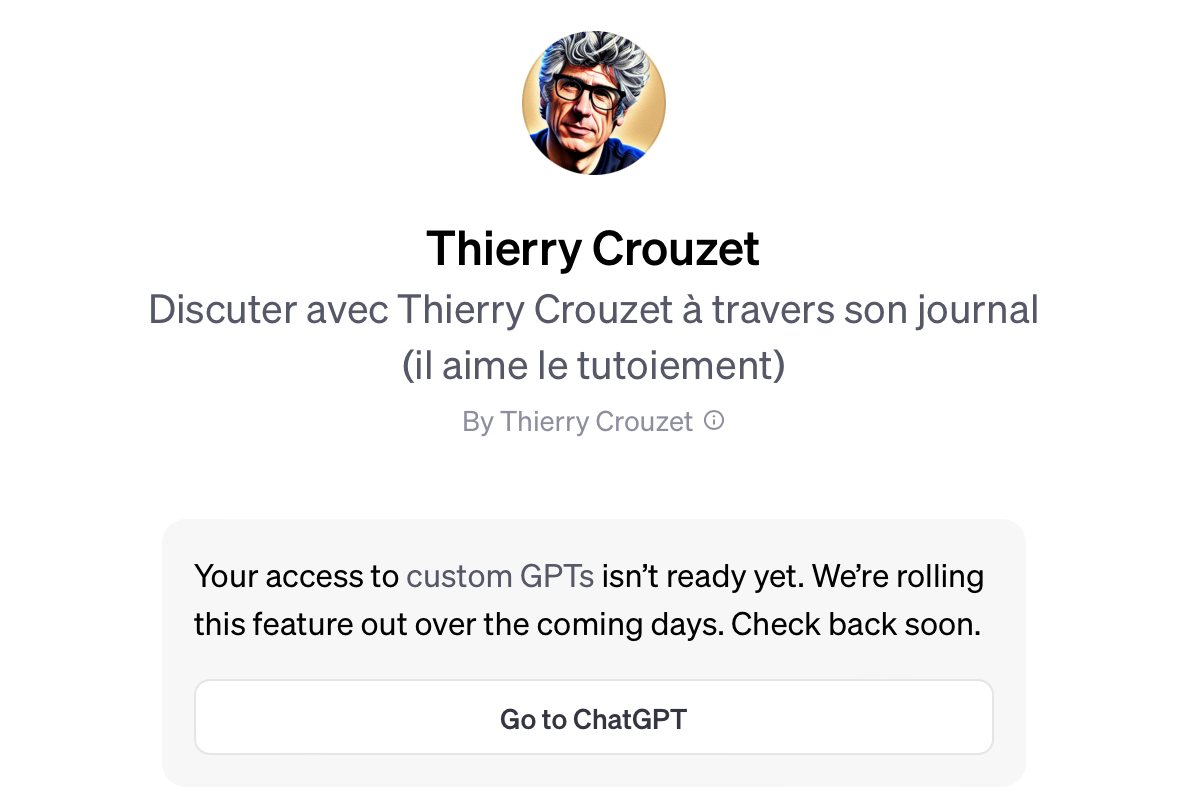 Thierry Crouzet
Discuter avec Thierry Crouzet à travers son journal
(il aime le tutoiement)
By Thierry Crouzet
Your access to custom GPTs isn’t ready yet. We’re rolling
this feature out over the coming days. Check back soon.
Go to ChatGPT